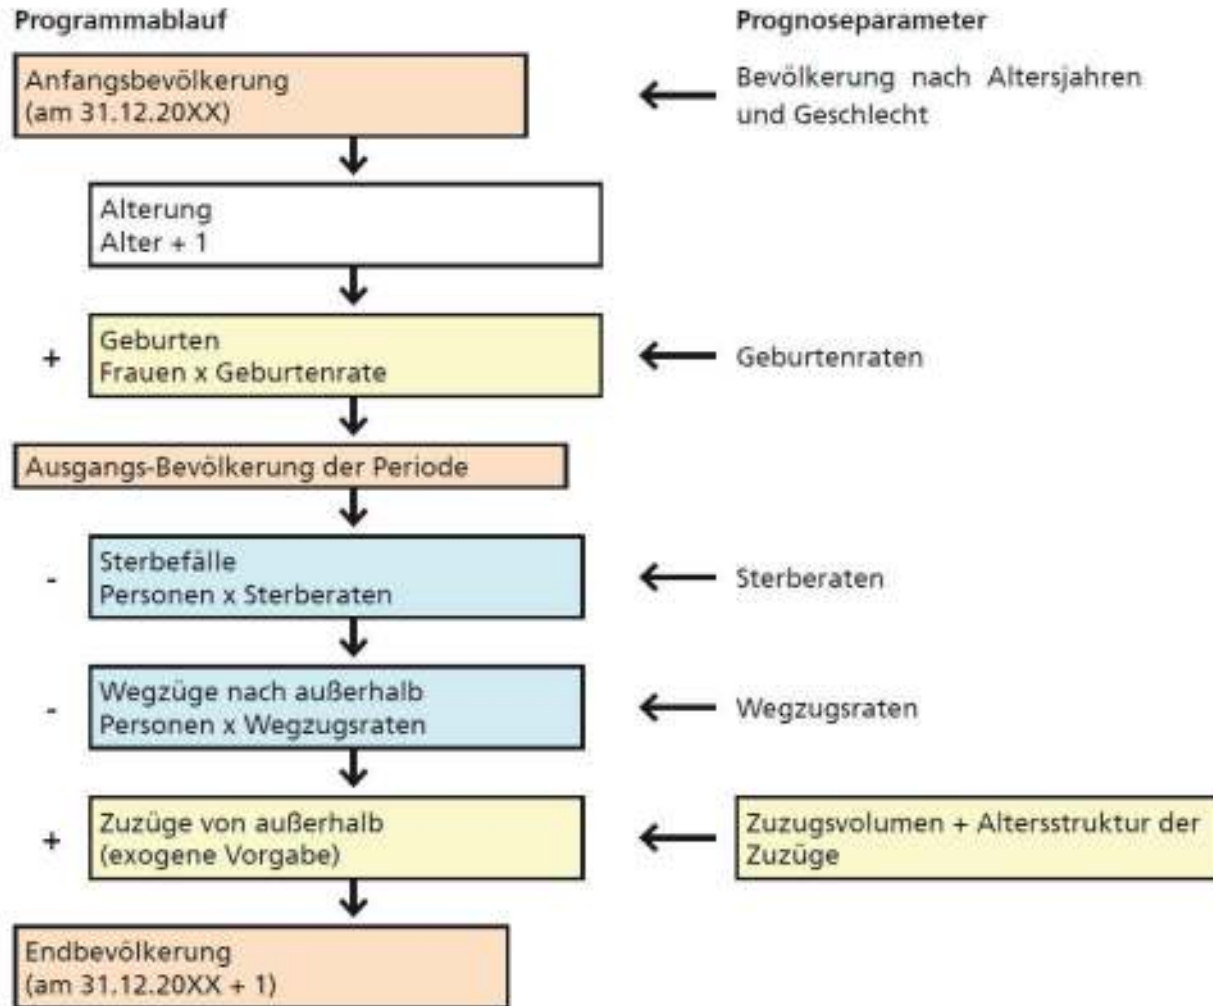 Programmablauf
Prognoseparameter
Anfangsbevölkerung
(am 31.12.20XX)
Bevölkerung nach Altersjahren
und Geschlecht
Alterung
Alter + 1
+
Geburten
Frauen x Geburtenrate
Geburtenraten
Ausgangs-Bevölkerung der Periode
-
Sterbefälle
Personen x Sterberaten
Sterberaten
-
Wegzüge nach außerhalb
Personen x Wegzugsraten
Wegzugsraten
+
Zuzüge von außerhalb
(exogene Vorgabe)
Zuzugsvolumen + Altersstruktur der
Zuzüge
Endbevölkerung
(am 31.12.20XX + 1)